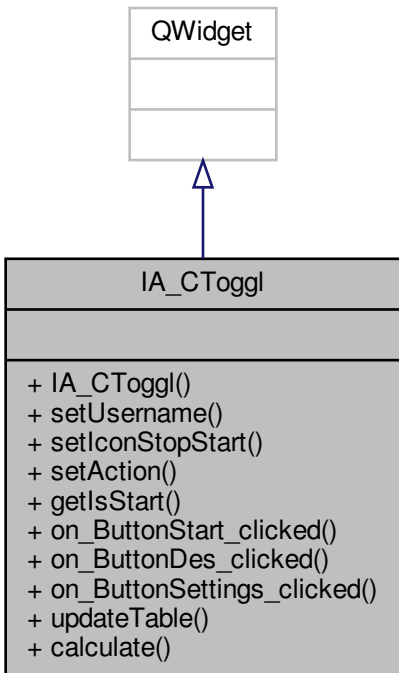 QWidget
IA_CToggl
+ IA_CToggl()
+ setUsername()
+ setIconStopStart()
+ setAction()
+ getIsStart()
+ on_ButtonStart_clicked()
+ on_ButtonDes_clicked()
+ on_ButtonSettings_clicked()
+ updateTable()
+ calculate()